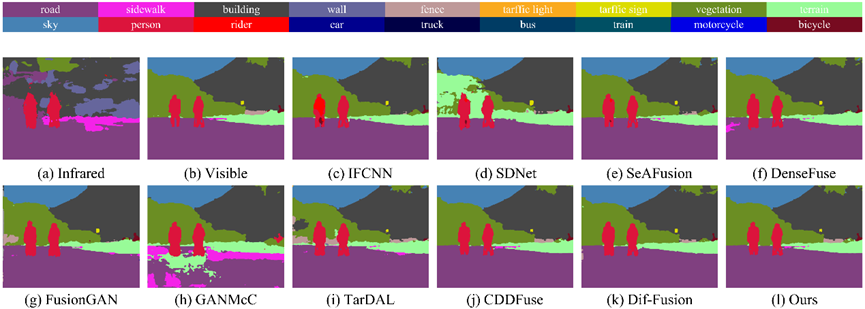 road sidewalk building wall fence tarffic light tarffic sign vegetation terrain
sky person rider car truck bus train motorcycle bicycle
(a) Infrared (b) Visible (c) IFCNN (d) SDNet (e) SeAFusion (f) DenseFuse
(g) FusionGAN (h) GANMcC (i) TarDAL (j) CDDFuse (k) Dif-Fusion (l) Ours